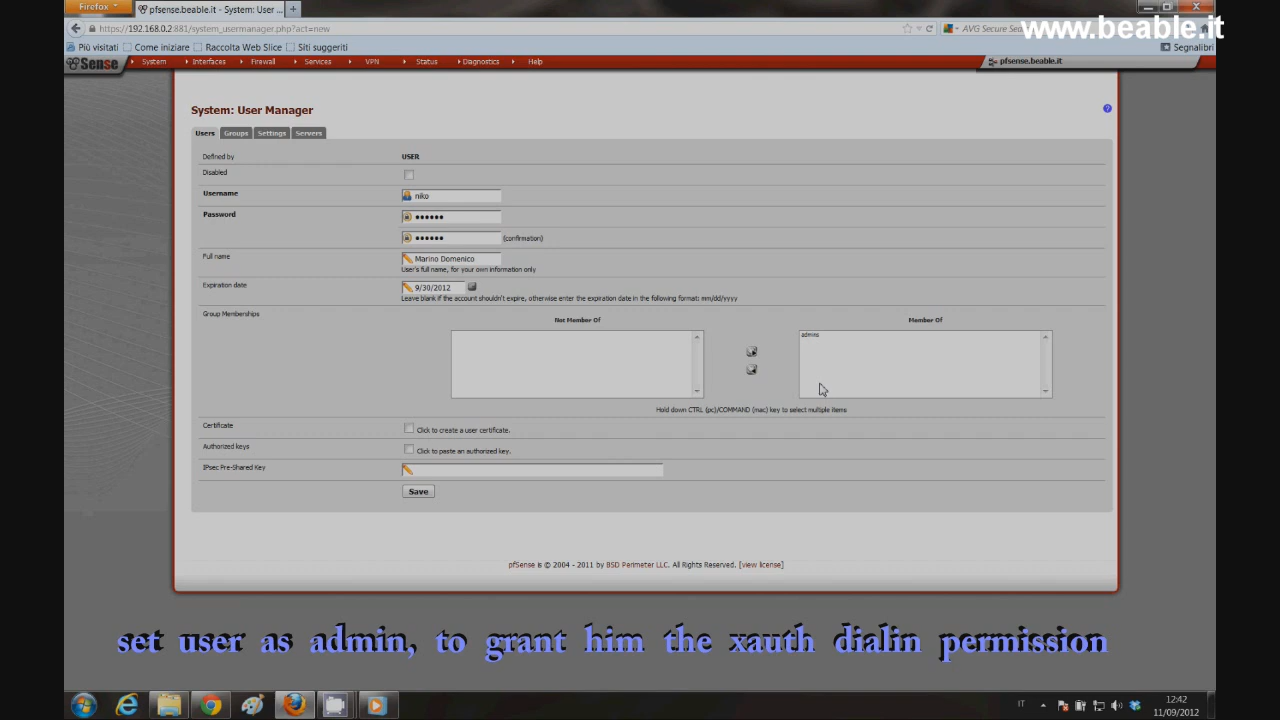 Firefox
pfsense.beable.it - System: User ...
www.beable.it
https://192.168.0.2:881/system_usermanager.php?act=new
AVG Secure Sea
Più visitati
Come iniziare
Raccolta Web Slice
Siti suggeriti
Segnalibri
Sense
System
Interfaces
Firewall
Services
VPN
Status
Diagnostics
Help
pfsense.beable.it
System: User Manager
?
Users
Groups
Settings
Servers
Defined by
USER
Disabled
Username
niko
Password
(confirmation)
Full name
Marino Domenico
User's full name, for your own information only
Expiration date
9/30/2012
Leave blank if the account shouldn't expire, otherwise enter the expiration date in the following format: mm/dd/yyyy
Group Memberships
Not Member Of
Member Of
admins
Hold down CTRL (pc)/COMMAND (mac) key to select multiple items
Certificate
Click to create a user certificate.
Authorized keys
Click to paste an authorized key.
IPsec Pre-Shared Key
Save
pfSense is © 2004 - 2011 by BSD Perimeter LLC. All Rights Reserved. [view license]
set user as admin, to grant him the xauth dialin permission
IT
12:42
11/09/2012